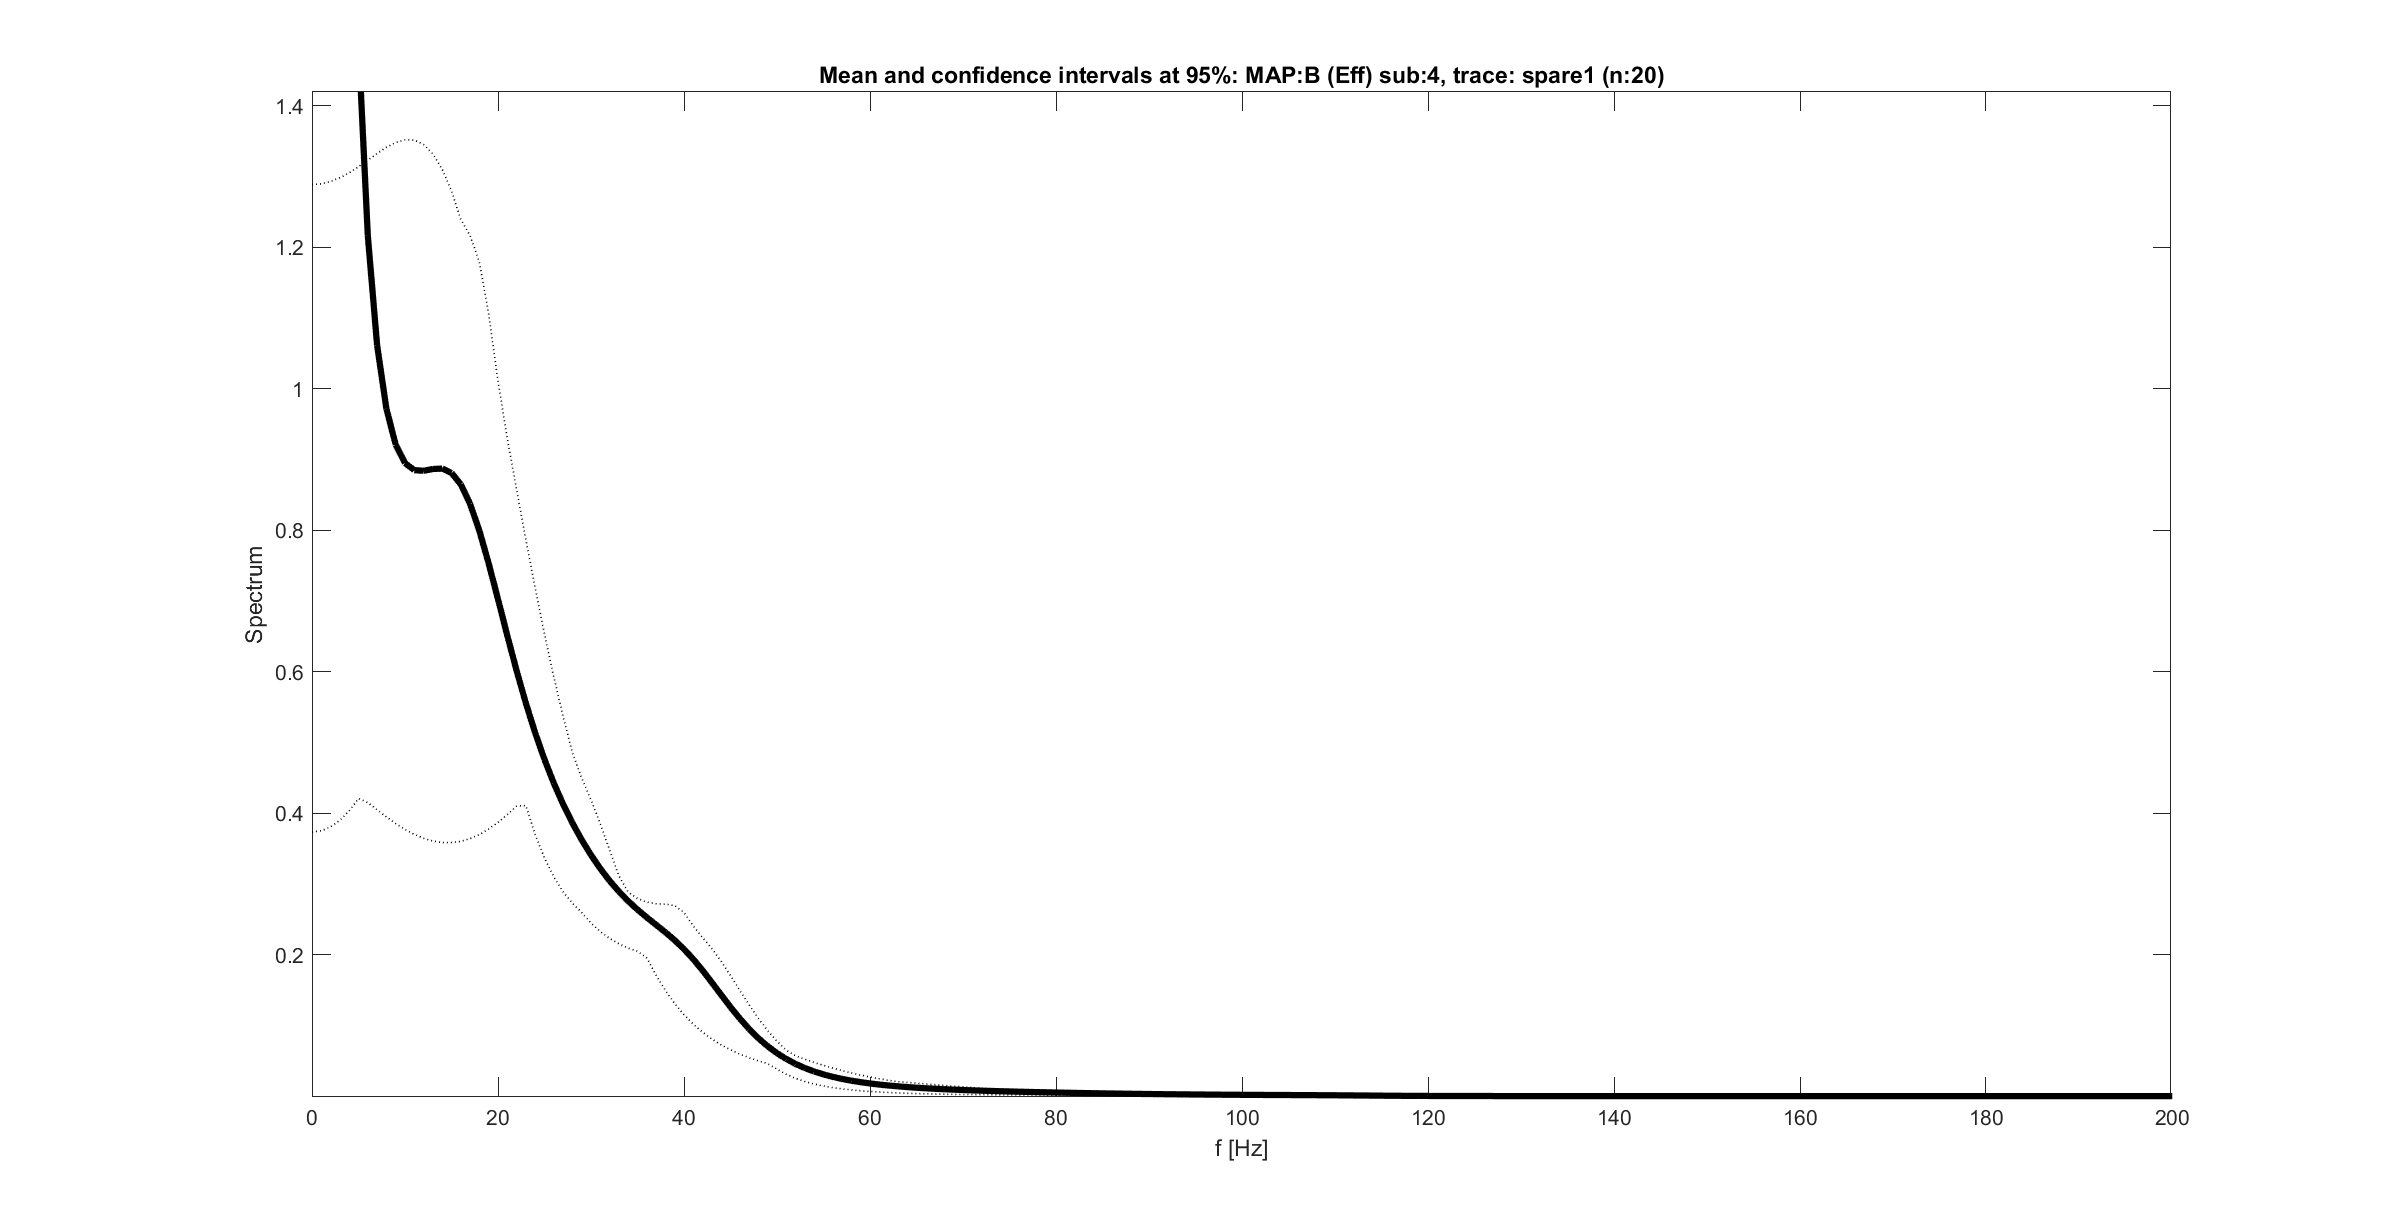 Mean and confidence intervals at 95%: MAP:B (Eff) sub:4, trace: spare1 (n:20)
1.4
1.2
1
0.8
0.6
0.4
0.2
Spectrum
0 20 40 60 80 100 120 140 160 180 200
f [Hz]